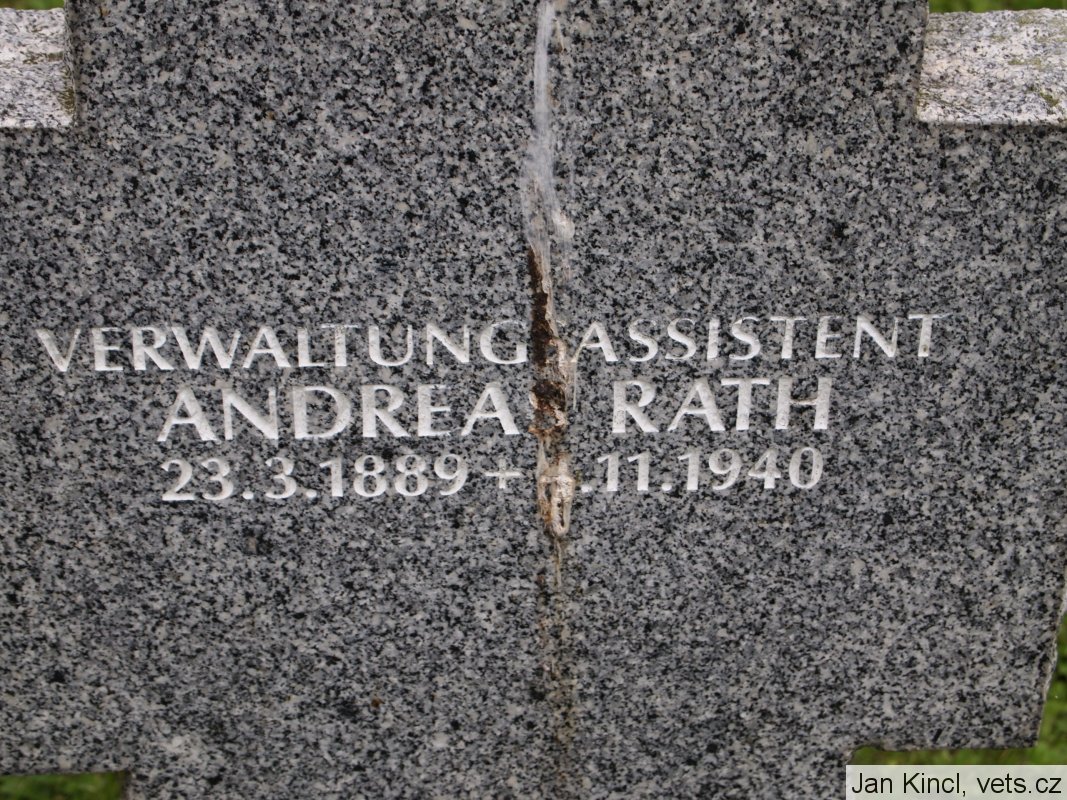 VERWALTUNG ASSISTENT
ANDREA RATH
23.3.1889 + .11.1940
Jan Kincl, vets.cz